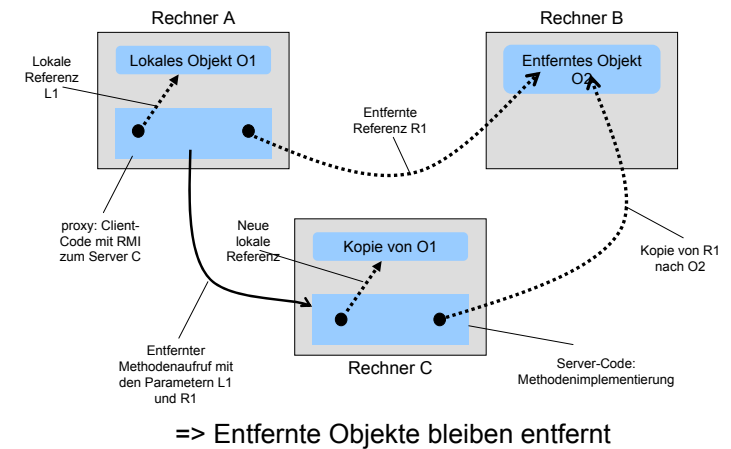 Rechner A
Rechner B
Lokale
Referenz
L1
Lokales Objekt O1
Entferntes Objekt
O2
Entfernte
Referenz R1
proxy: Client-
Code mit RMI
zum Server C
Neue
lokale
Referenz
Kopie von O1
Kopie von R1
nach O2
Entfernter
Methodenaufruf mit
den Parametern L1
und R1
Rechner C
Server-Code:
Methodenimplementierung
=> Entfernte Objekte bleiben entfernt